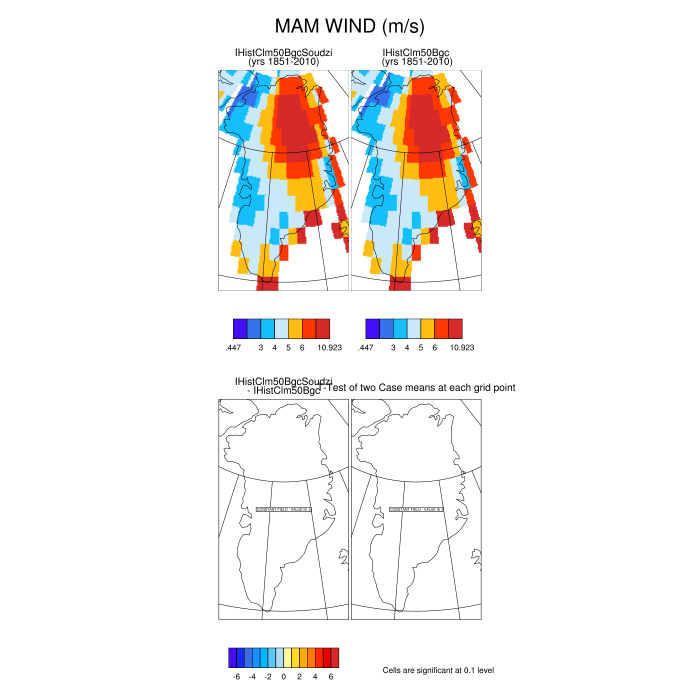 MAM WIND (m/s)
IHistClm50BgcSoudzi
(yrs 1851-2010)
IHistClm50Bgc
(yrs 1851-2010)
.447 3 4 5 6 10.923
.447 3 4 5 6 10.923
IHistClm50BgcSoudzi
- IHistClm50Bgc
T-Test of two Case means at each grid point
CONSTANT FIELD - VALUE IS 0
CONSTANT FIELD - VALUE IS
-6 -4 -2 0 2 4 6
Cells are significant at 0.1 level